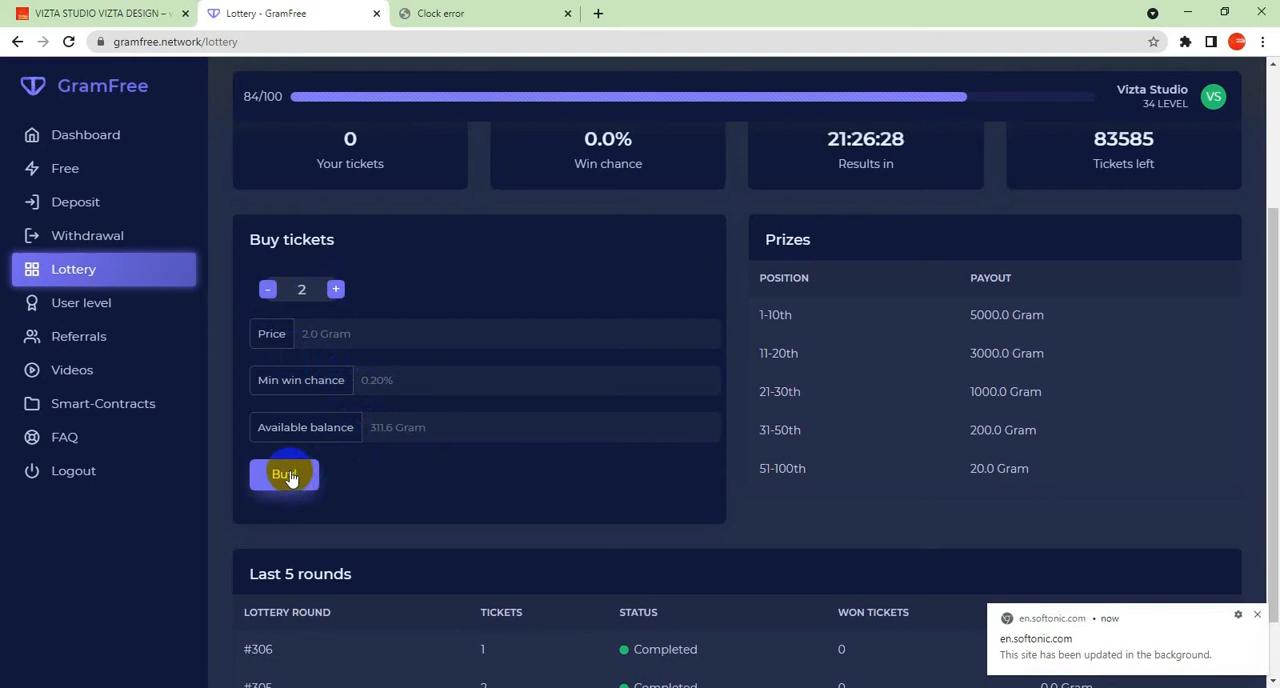 VIZTA STUDIO VIZTA DESIGN – v
Lottery - GramFree
Clock error
gramfree.network/lottery
GramFree
84/100
Vizta Studio
34 LEVEL
VS
Dashboard
Free
Deposit
Withdrawal
Lottery
User level
Referrals
Videos
Smart-Contracts
FAQ
Logout
0
Your tickets
0.0%
Win chance
21:26:28
Results in
83585
Tickets left
Buy tickets
- 2 +
Price 2.0 Gram
Min win chance 0.20%
Available balance 311.6 Gram
Buy!
Prizes
POSITION PAYOUT
1-10th 5000.0 Gram
11-20th 3000.0 Gram
21-30th 1000.0 Gram
31-50th 200.0 Gram
51-100th 20.0 Gram
Last 5 rounds
LOTTERY ROUND TICKETS STATUS WON TICKETS
#306 1 Completed 0
#305 2 Completed 0 0.0 Gram
en.softonic.com • now
en.softonic.com
This site has been updated in the background.